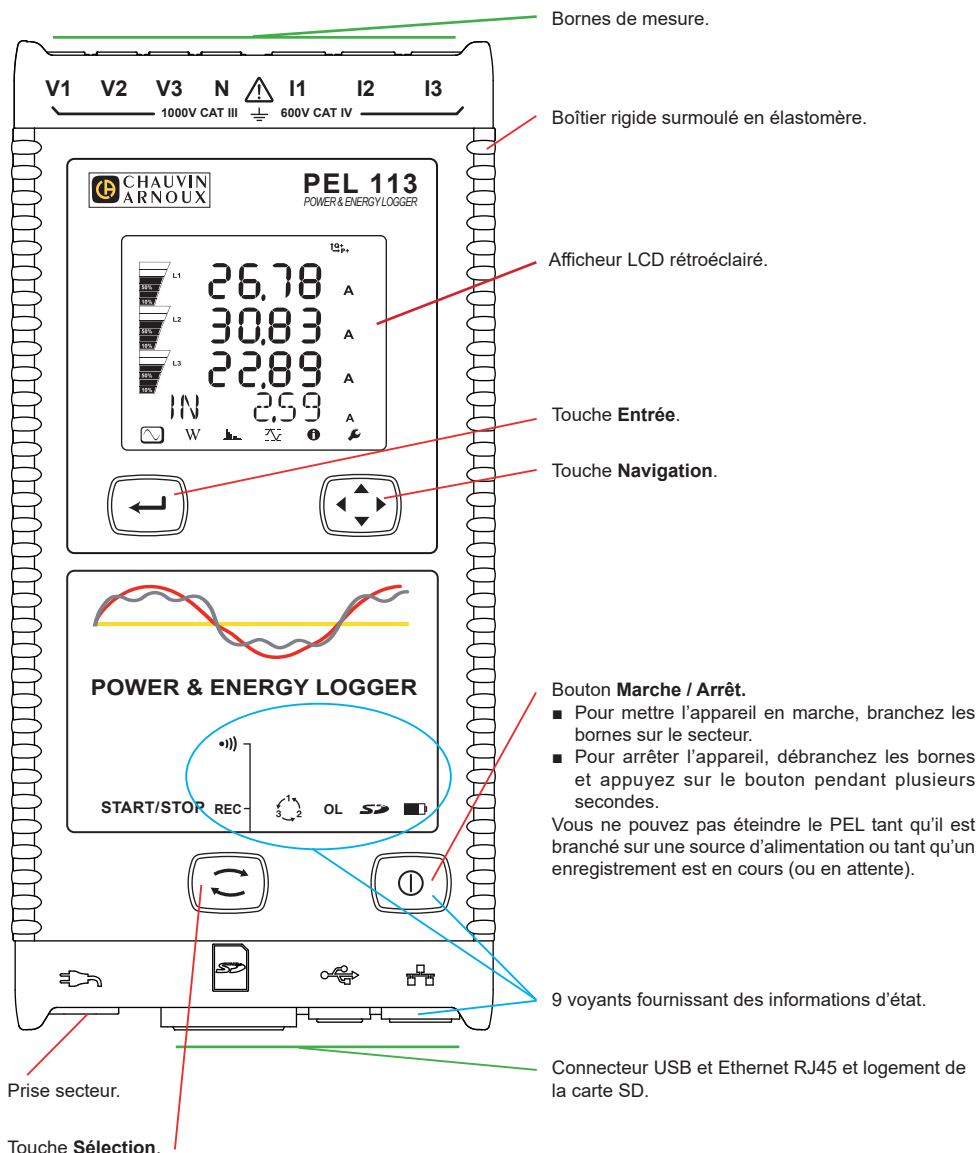 Bornes de mesure.
V1 V2 V3 N I1 I2 I3
1000V CAT III 600V CAT IV
Boîtier rigide surmoulé en élastomère.
CHAUVIN
ARNOUX
PEL 113
POWER & ENERGY LOGGER
Afficheur LCD rétroéclairé.
L1 26.78 A
50%
10%
L2 30.83 A
50%
10%
L3 22.89 A
50%
10%
IN 2.59 A
W
Touche Entrée.
Touche Navigation.
POWER & ENERGY LOGGER
START/STOP REC 1 2 3 OL SD
Bouton Marche / Arrêt.
■ Pour mettre l’appareil en marche, branchez les
bornes sur le secteur.
■ Pour arrêter l’appareil, débranchez les bornes
et appuyez sur le bouton pendant plusieurs
secondes.
Vous ne pouvez pas éteindre le PEL tant qu’il est
branché sur une source d’alimentation ou tant qu’un
enregistrement est en cours (ou en attente).
SD
9 voyants fournissant des informations d’état.
Connecteur USB et Ethernet RJ45 et logement de
la carte SD.
Prise secteur.
Touche Sélection.